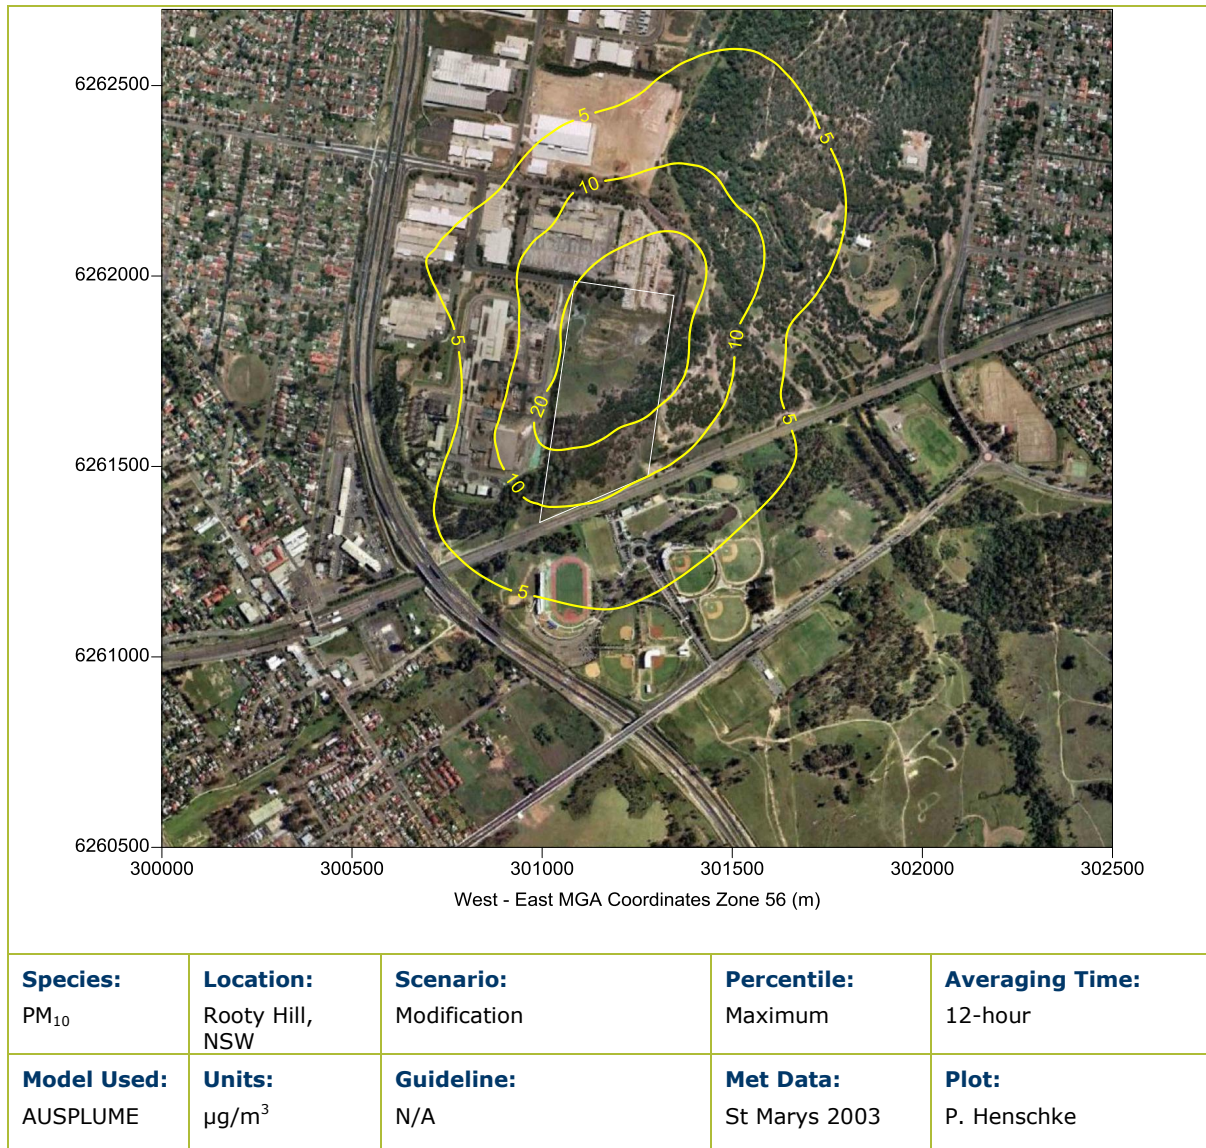 6262500
6262000
6261500
6261000
6260500
5
5
10
5
10
20
5
10
5
300000
300500
301000
301500
302000
302500
West - East MGA Coordinates Zone 56 (m)
Species:
PM₁₀
Location:
Rooty Hill,
NSW
Scenario:
Modification
Percentile:
Maximum
Averaging Time:
12-hour
Model Used:
AUSPLUME
Units:
µg/m³
Guideline:
N/A
Met Data:
St Marys 2003
Plot:
P. Henschke